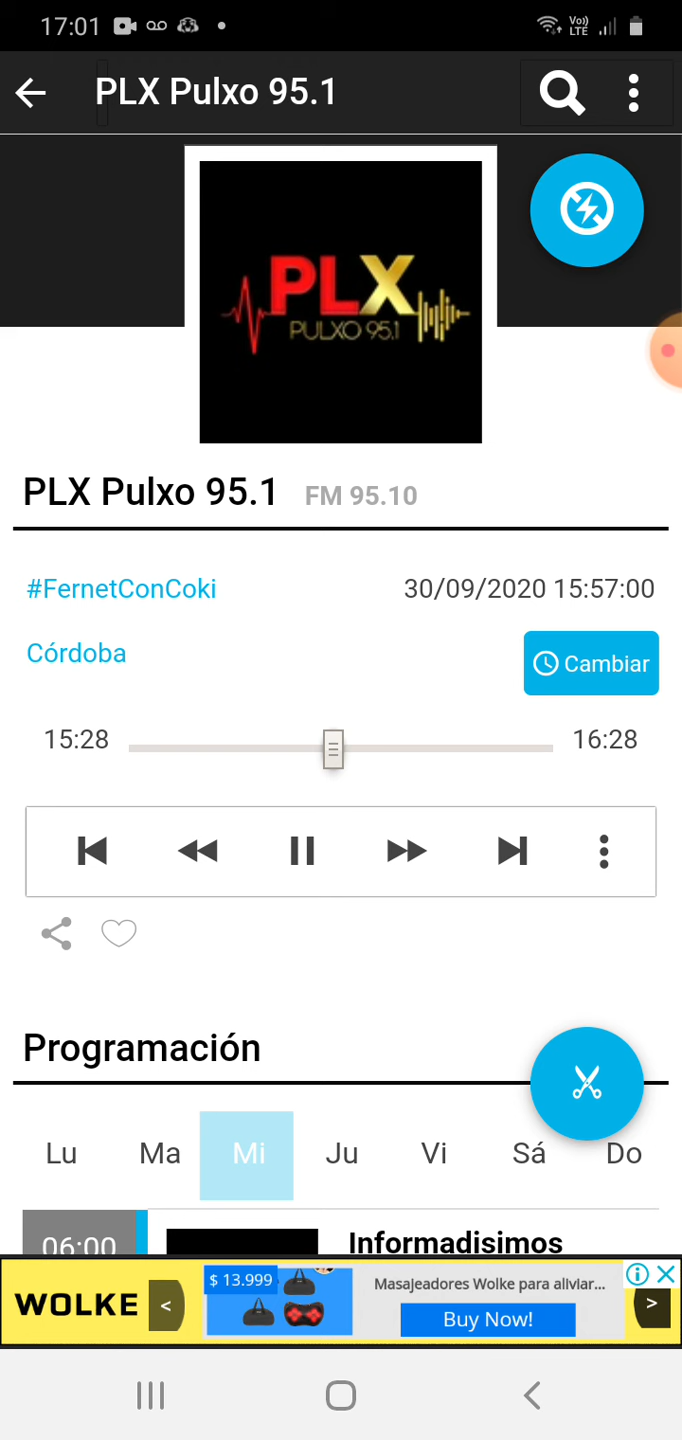 17:01
Vo)) LTE
PLX Pulxo 95.1
PLX
PULXO 95.1
PLX Pulxo 95.1 FM 95.10
#FernetConCoki 30/09/2020 15:57:00
Córdoba Cambiar
15:28 16:28
Programación
Lu Ma Mi Ju Vi Sá Do
06:00 Informadisimos
WOLKE < $ 13.999 Masajeadores Wolke para aliviar... >
Buy Now!